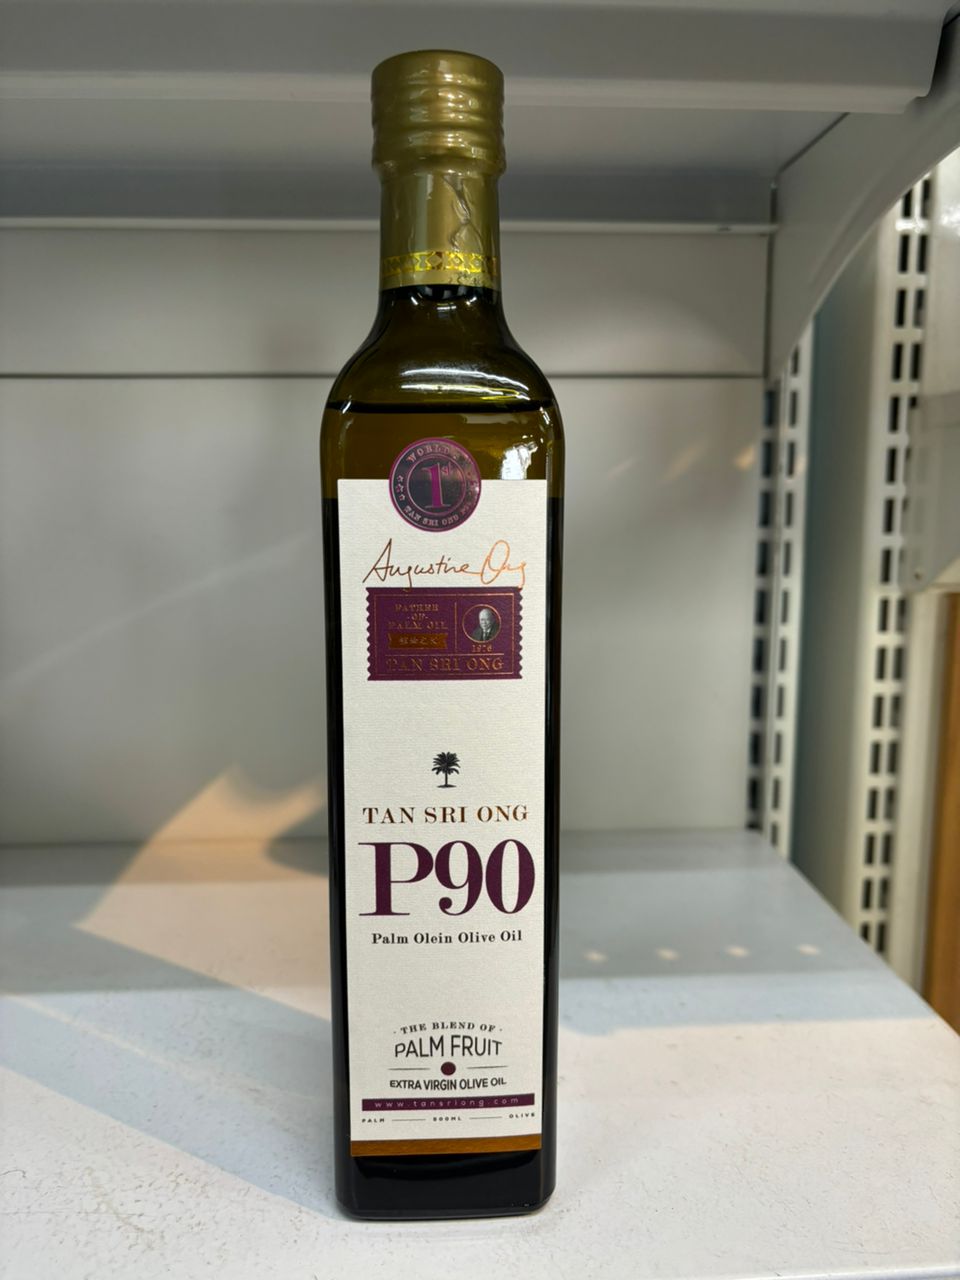 WORLD'S
1st
TAN SRI ONG
Augustine Ong
FATHER
-OF-
PALM OIL
1976
TAN SRI ONG
TAN SRI ONG
P90
Palm Olein Olive Oil
· THE BLEND OF ·
PALM FRUIT
EXTRA VIRGIN OLIVE OIL
www.tansriong.com
PALM 500ML OLIVE